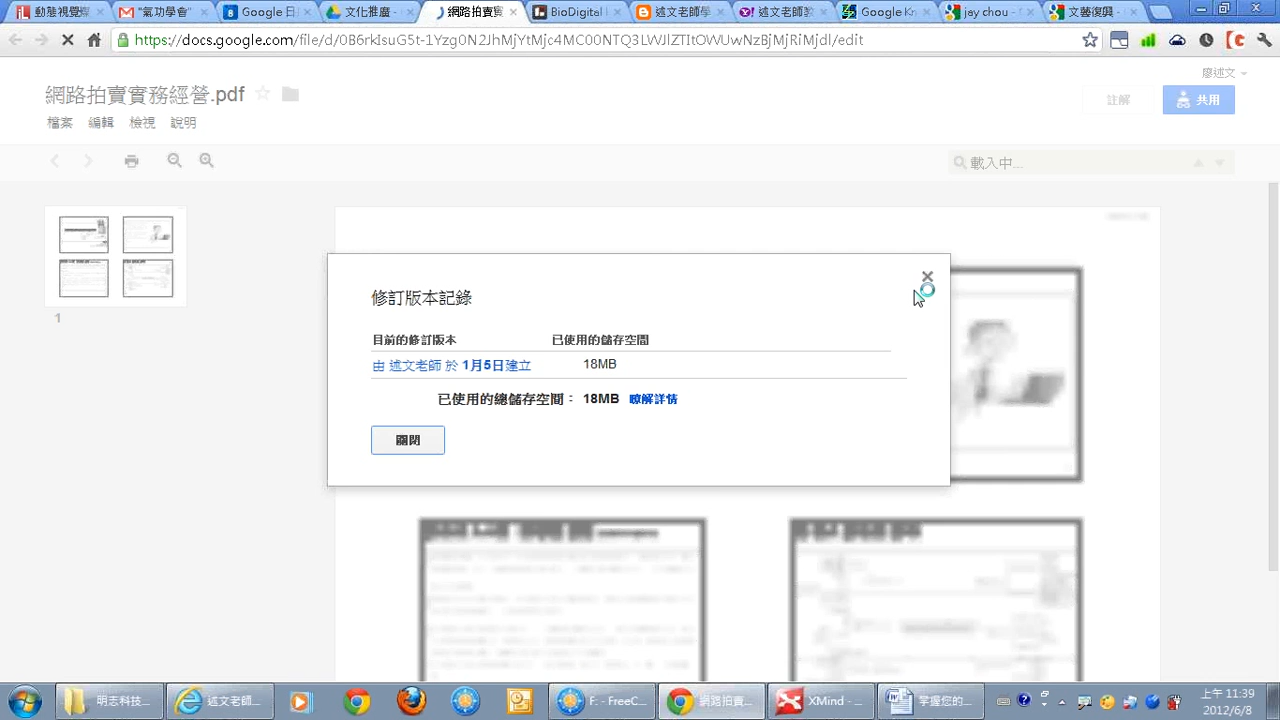 動態視覺
"氣功學會"
Google 日
文化推廣 -
網路拍賣實
BioDigital
述文老師學
述文老師
Google Kn
jay chou -
文藝復興 -
https://docs.google.com/file/d/
/edit
廖述文
網路拍賣實務經營.pdf
註解
共用
檔案 編輯 檢視 說明
載入中...
1
修訂版本記錄
目前的修訂版本 已使用的儲存空間
由 述文老師 於 1月5日建立 18MB
已使用的總儲存空間： 18MB 瞭解詳情
關閉
明志科技...
述文老師...
F: - FreeC...
網路拍賣...
XMind - ...
掌握您的...
上午 11:39
2012/6/8